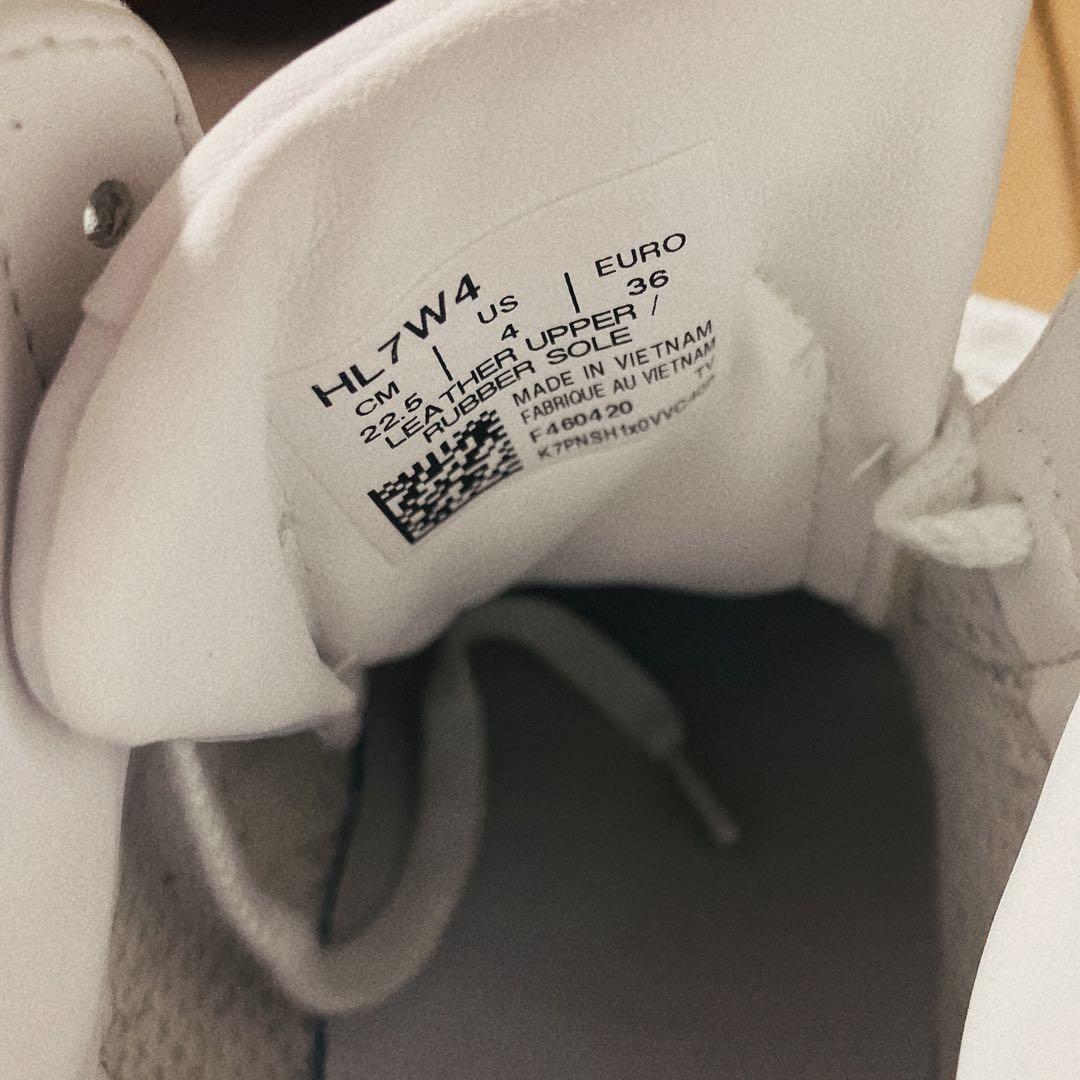 HL7W4
CM | US | EURO
22.5 4 36
LEATHER UPPER /
RUBBER SOLE
MADE IN VIETNAM
FABRIQUE AU VIETNAM
F460420 TV